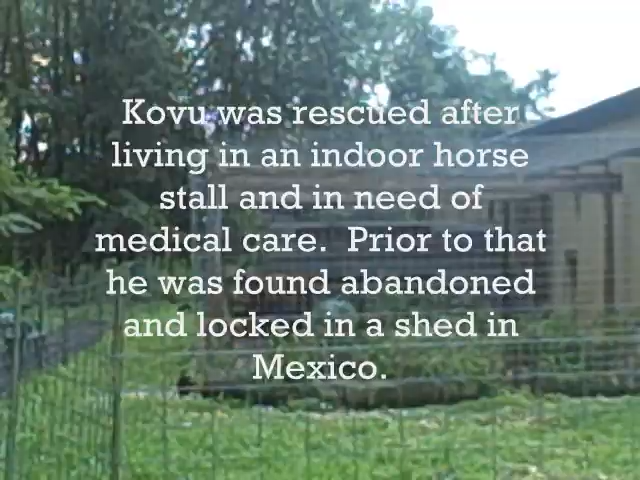 Kovu was rescued after
living in an indoor horse
stall and in need of
medical care.  Prior to that
he was found abandoned
and locked in a shed in
Mexico.